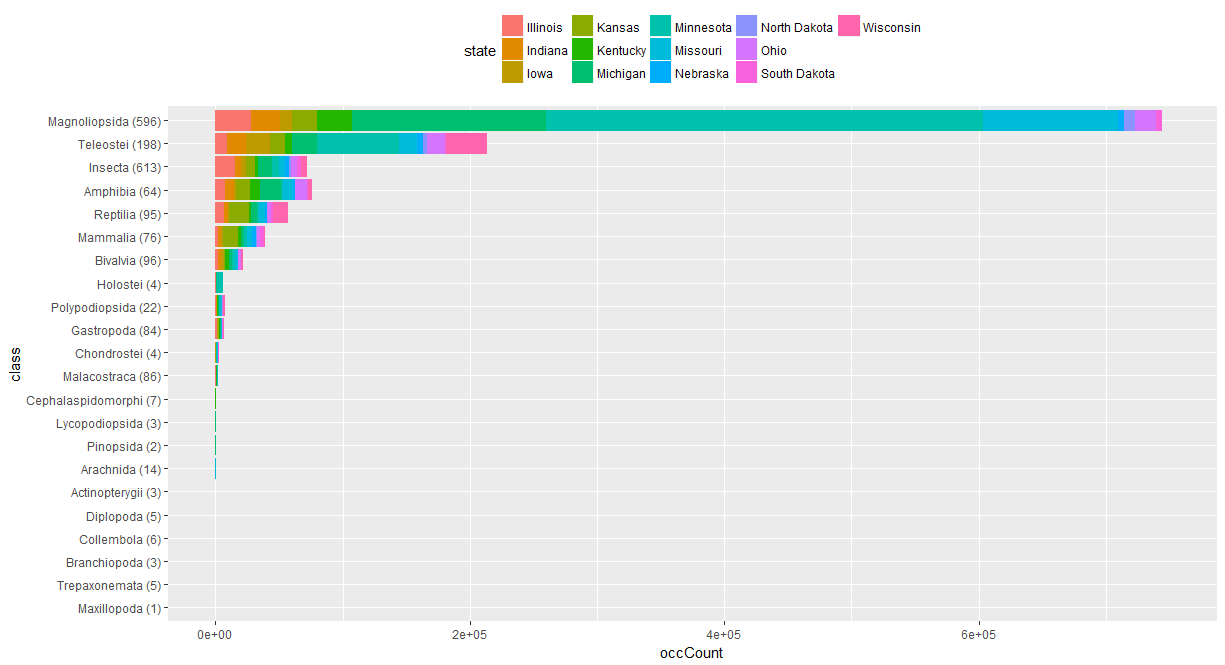 Illinois Kansas Minnesota North Dakota Wisconsin
state Indiana Kentucky Missouri Ohio
Iowa Michigan Nebraska South Dakota
Magnoliopsida (596)
Teleostei (198)
Insecta (613)
Amphibia (64)
Reptilia (95)
Mammalia (76)
Bivalvia (96)
Holostei (4)
Polypodiopsida (22)
Gastropoda (84)
Chondrostei (4)
Malacostraca (86)
Cephalaspidomorphi (7)
Lycopodiopsida (3)
Pinopsida (2)
Arachnida (14)
Actinopterygii (3)
Diplopoda (5)
Collembola (6)
Branchiopoda (3)
Trepaxonemata (5)
Maxillopoda (1)
class
0e+00 2e+05 4e+05 6e+05
occCount